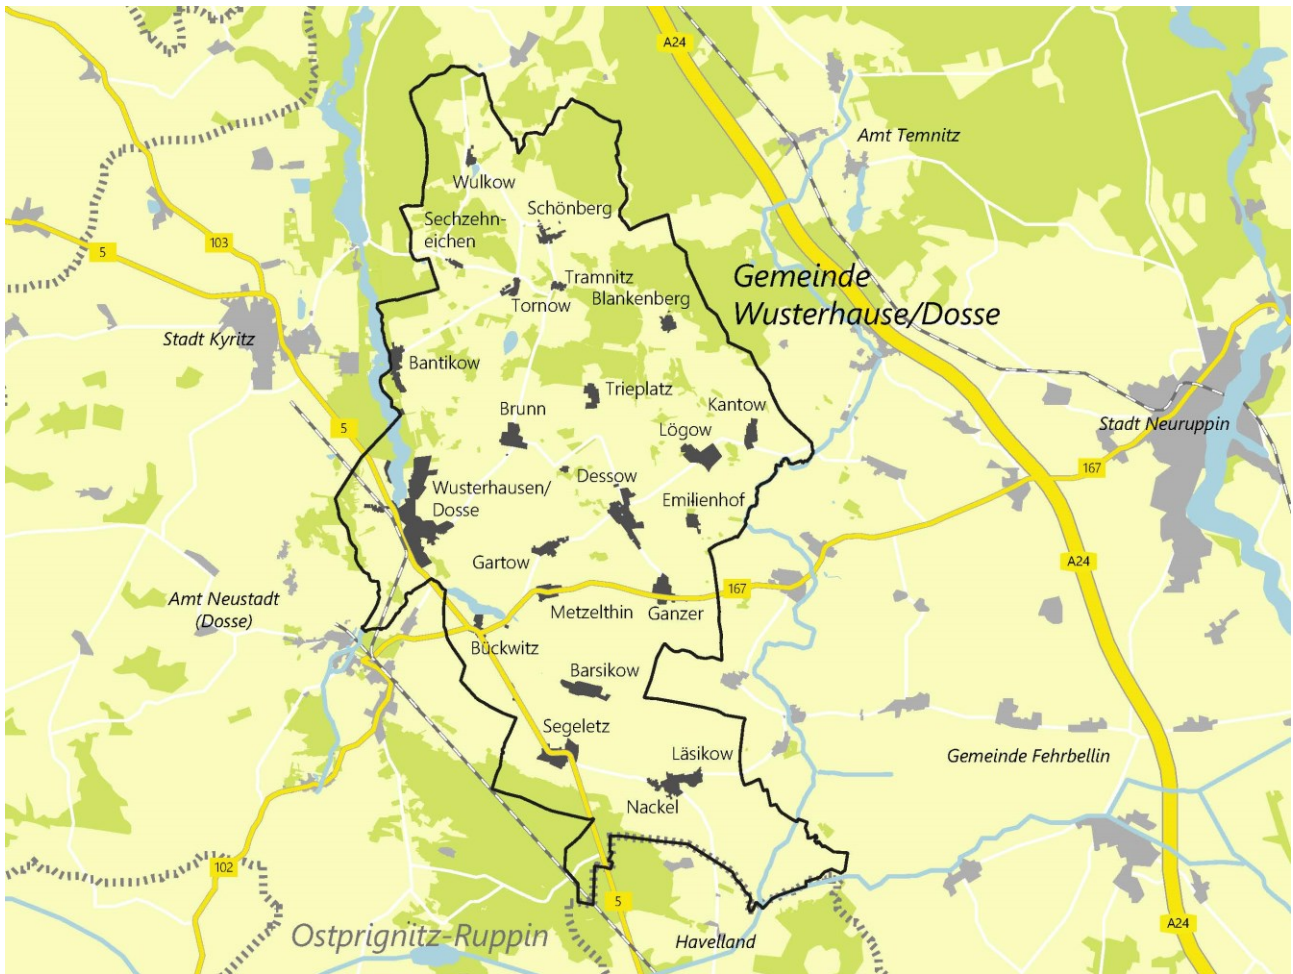 A24
Amt Temnitz
Wulkow
Sechzehn-
eichen
Schönberg
103
5
Tramnitz
Tornow
Blankenberg
Gemeinde
Wusterhause/Dosse
Stadt Kyritz
Bantikow
Trieplatz
Brunn
Kantow
Lögow
5
Stadt Neuruppin
167
Wusterhausen/
Dosse
Dessow
Emilienhof
Gartow
A24
167
Metzelthin
Ganzer
Amt Neustadt
(Dosse)
Bückwitz
Barsikow
Segeletz
Läsikow
Nackel
Gemeinde Fehrbellin
102
5
A24
Ostprignitz-Ruppin
Havelland